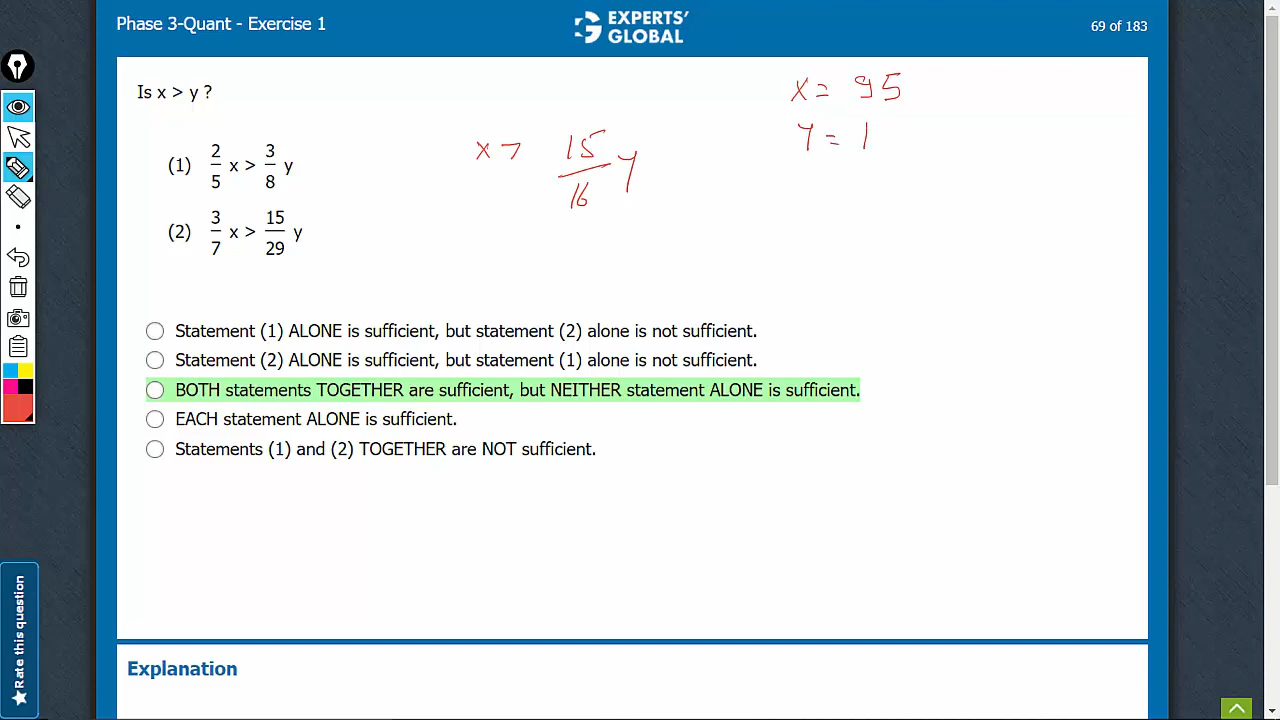 Phase 3-Quant - Exercise 1
EXPERTS'
GLOBAL
69 of 183
Is x > y ?
(1) 2/5 x > 3/8 y
(2) 3/7 x > 15/29 y
x > 15/16 y
x = 95
y = 1
Statement (1) ALONE is sufficient, but statement (2) alone is not sufficient.
Statement (2) ALONE is sufficient, but statement (1) alone is not sufficient.
BOTH statements TOGETHER are sufficient, but NEITHER statement ALONE is sufficient.
EACH statement ALONE is sufficient.
Statements (1) and (2) TOGETHER are NOT sufficient.
Rate this question
Explanation